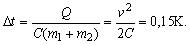 Δt = Q / C(m₁ + m₂) = v² / 2C = 0,15K.